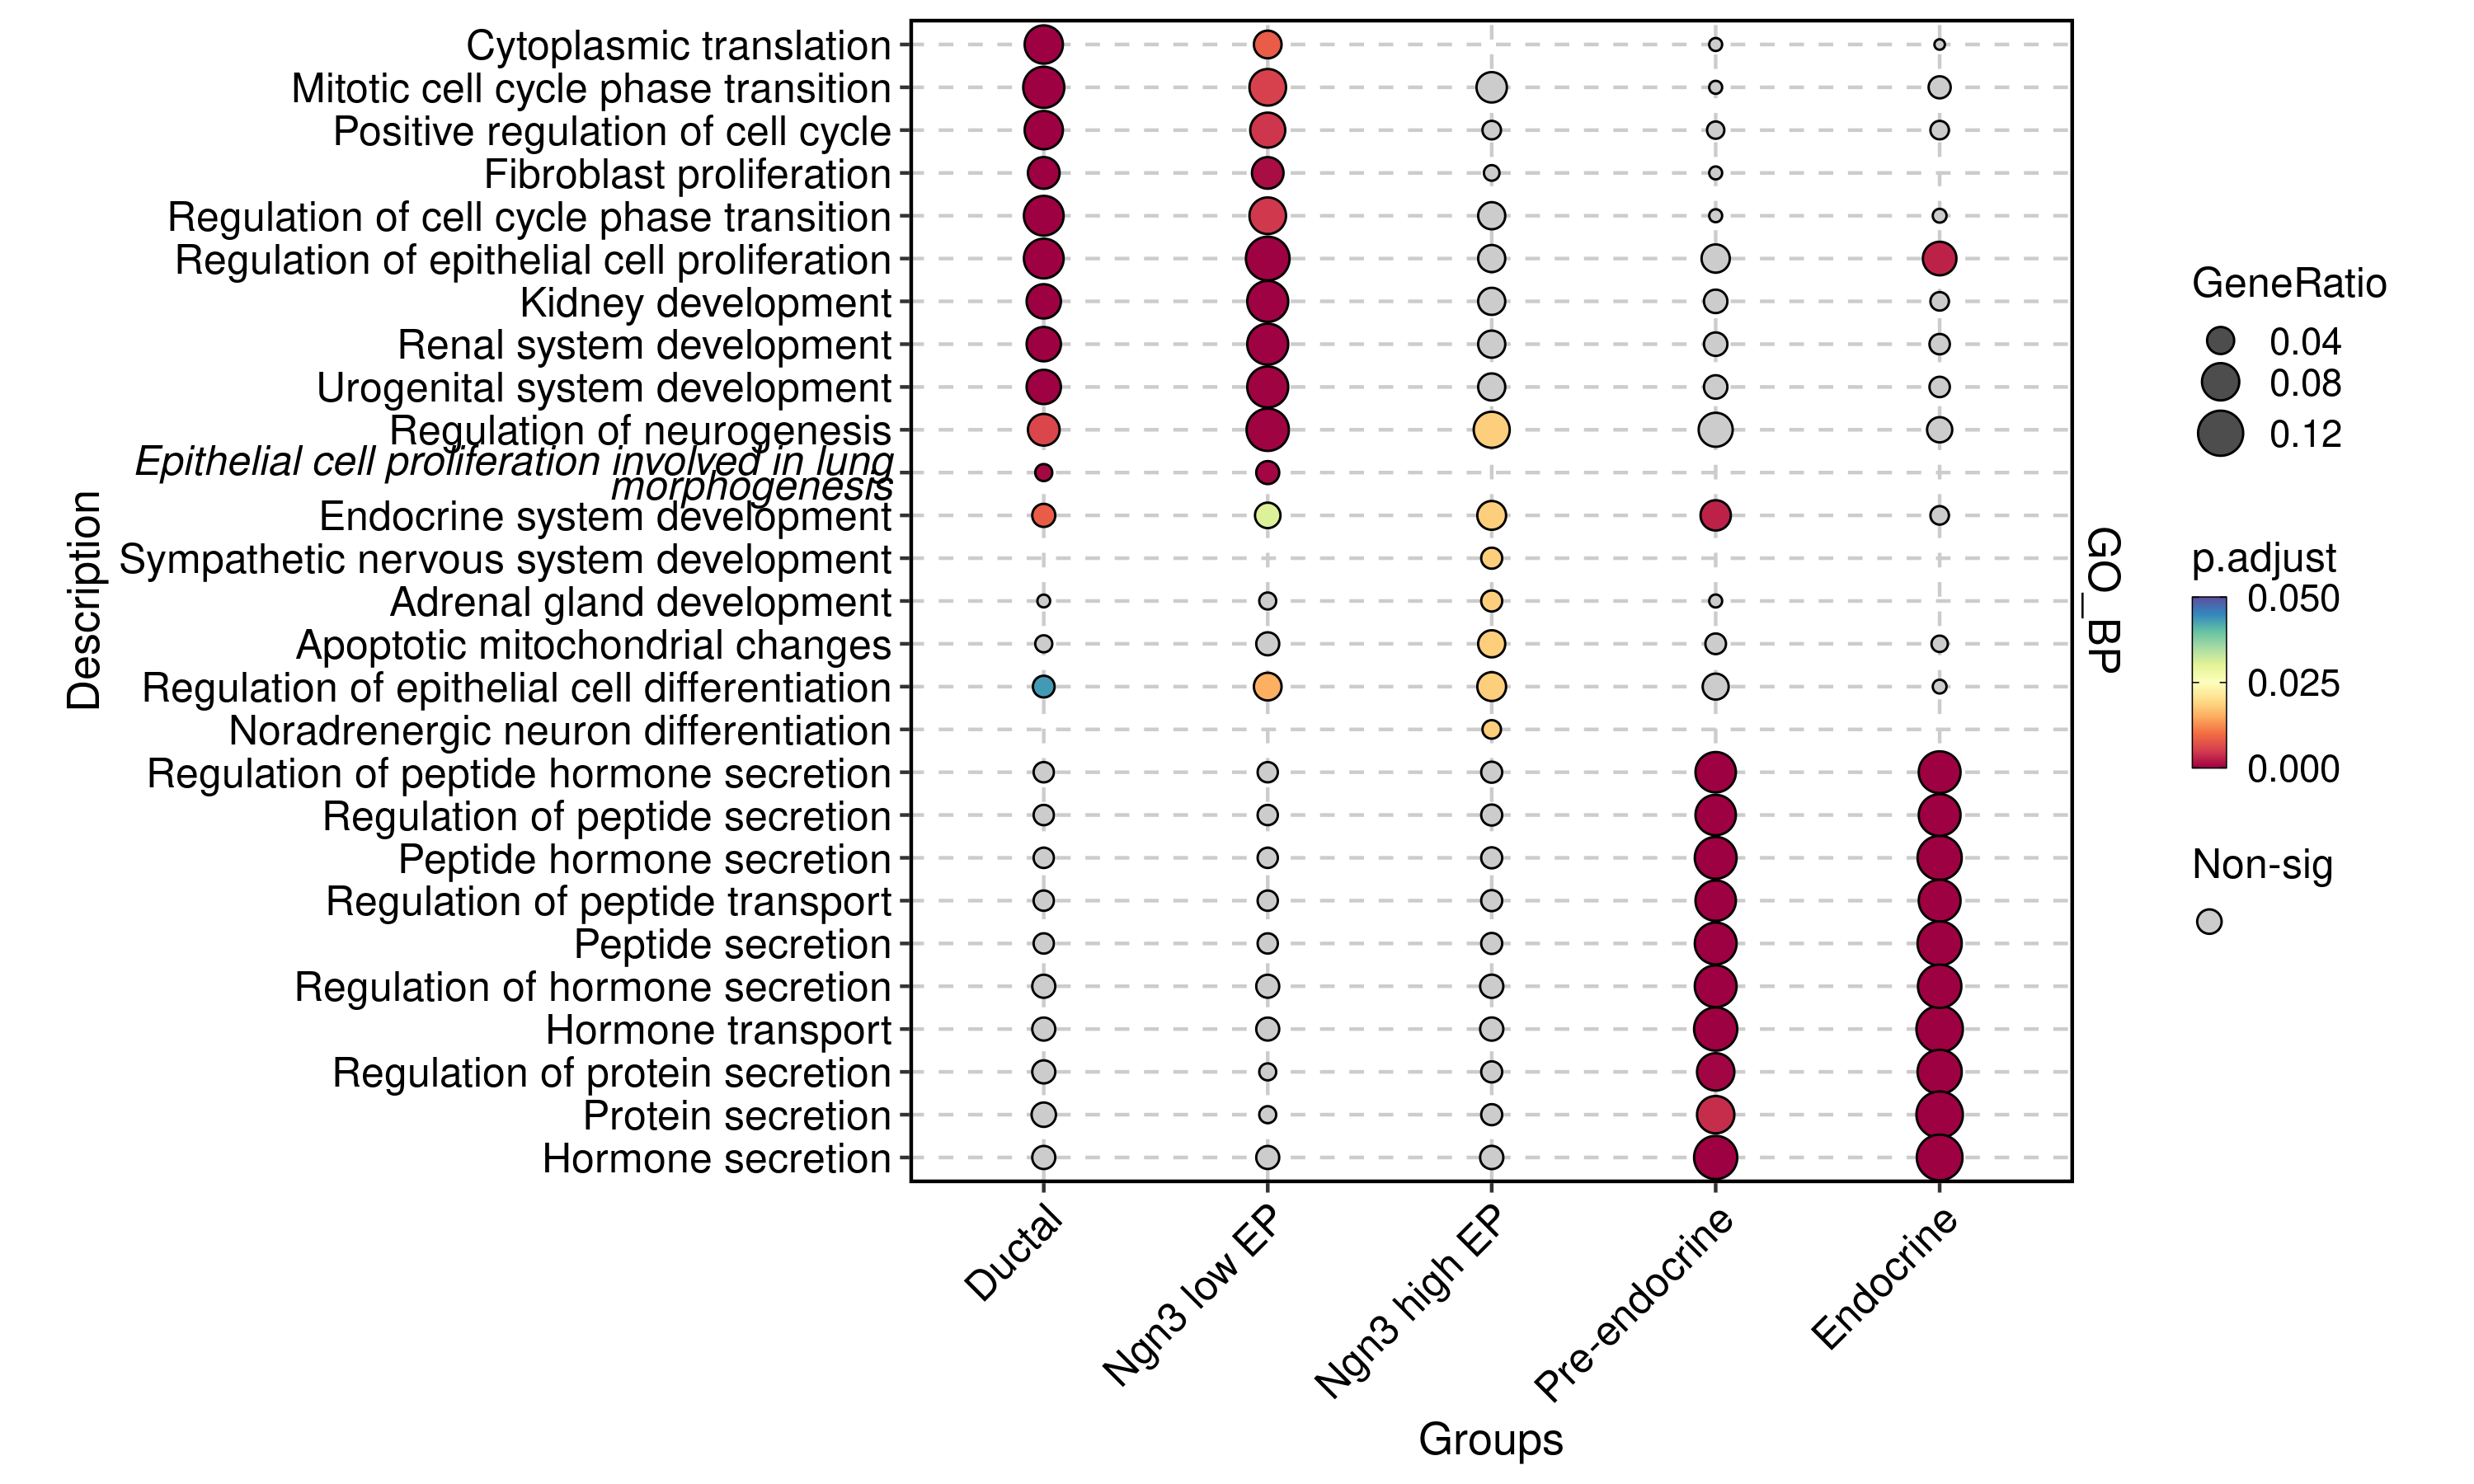 Cytoplasmic translation
Mitotic cell cycle phase transition
Positive regulation of cell cycle
Fibroblast proliferation
Regulation of cell cycle phase transition
Regulation of epithelial cell proliferation
Kidney development
Renal system development
Urogenital system development
Regulation of neurogenesis
Epithelial cell proliferation involved in lung
morphogenesis
Endocrine system development
Sympathetic nervous system development
Adrenal gland development
Apoptotic mitochondrial changes
Regulation of epithelial cell differentiation
Noradrenergic neuron differentiation
Regulation of peptide hormone secretion
Regulation of peptide secretion
Peptide hormone secretion
Regulation of peptide transport
Peptide secretion
Regulation of hormone secretion
Hormone transport
Regulation of protein secretion
Protein secretion
Hormone secretion
Description
Ductal
Ngn3 low EP
Ngn3 high EP
Pre-endocrine
Endocrine
Groups
GO_BP
GeneRatio
0.04
0.08
0.12
p.adjust
0.050
0.025
0.000
Non-sig